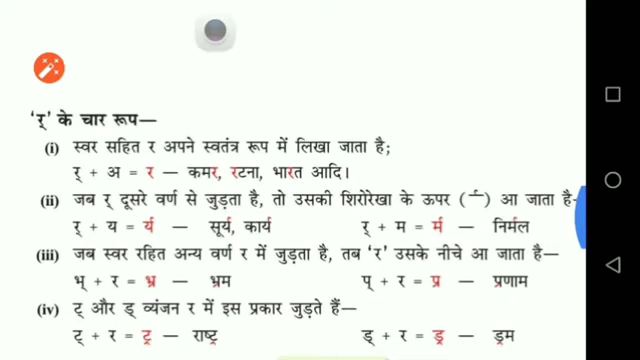 'र्' के चार रूप—
(i) स्वर सहित र अपने स्वतंत्र रूप में लिखा जाता है;
र् + अ = र — कमर, रटना, भारत आदि।
(ii) जब र् दूसरे वर्ण से जुड़ता है, तो उसकी शिरोरेखा के ऊपर ( र्) आ जाता है-
र् + य = र्य — सूर्य, कार्य र् + म = र्म — निर्मल
(iii) जब स्वर रहित अन्य वर्ण र में जुड़ता है, तब 'र' उसके नीचे आ जाता है—
भ् + र = भ्र — भ्रम प् + र = प्र — प्रणाम
(iv) ट् और ड् व्यंजन र में इस प्रकार जुड़ते हैं—
ट् + र = ट्र — राष्ट्र ड् + र = ड्र — ड्रम